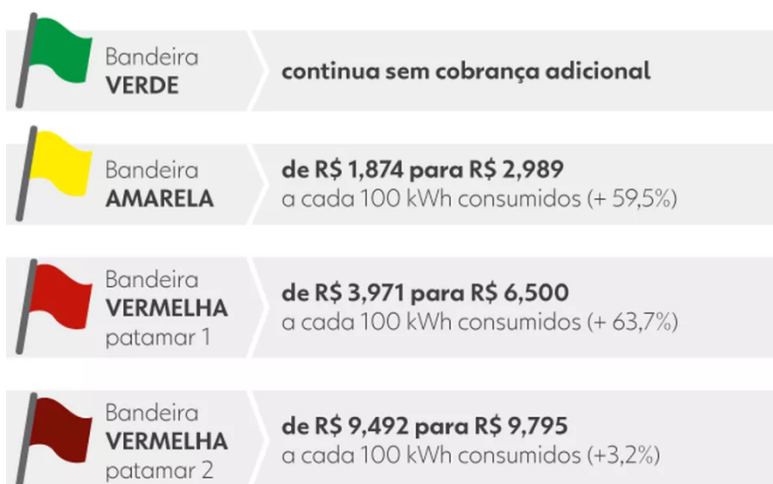 Bandeira
VERDE
continua sem cobrança adicional
Bandeira
AMARELA
de R$ 1,874 para R$ 2,989
a cada 100 kWh consumidos (+ 59,5%)
Bandeira
VERMELHA
patamar 1
de R$ 3,971 para R$ 6,500
a cada 100 kWh consumidos (+ 63,7%)
Bandeira
VERMELHA
patamar 2
de R$ 9,492 para R$ 9,795
a cada 100 kWh consumidos (+3,2%)